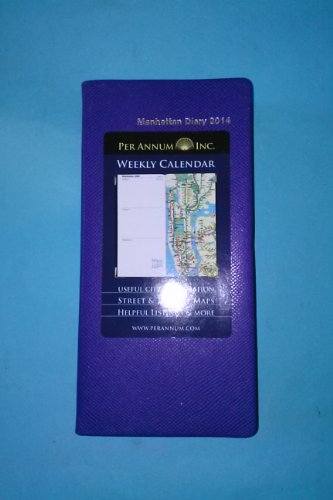 Manhattan Diary 2014
PER ANNUM INC.
WEEKLY CALENDAR
USEFUL
STREET & MAPS
HELPFUL & MORE
WWW.PERANNUM.COM